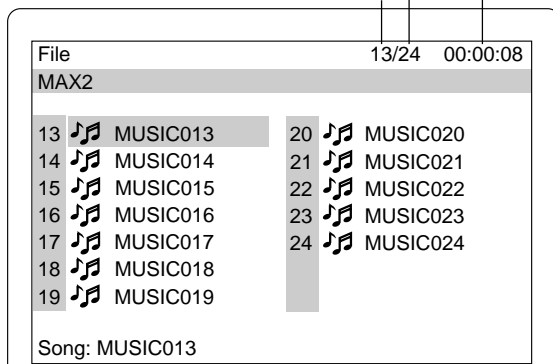 File 13/24 00:00:08
MAX2
13 MUSIC013
14 MUSIC014
15 MUSIC015
16 MUSIC016
17 MUSIC017
18 MUSIC018
19 MUSIC019
20 MUSIC020
21 MUSIC021
22 MUSIC022
23 MUSIC023
24 MUSIC024
Song: MUSIC013